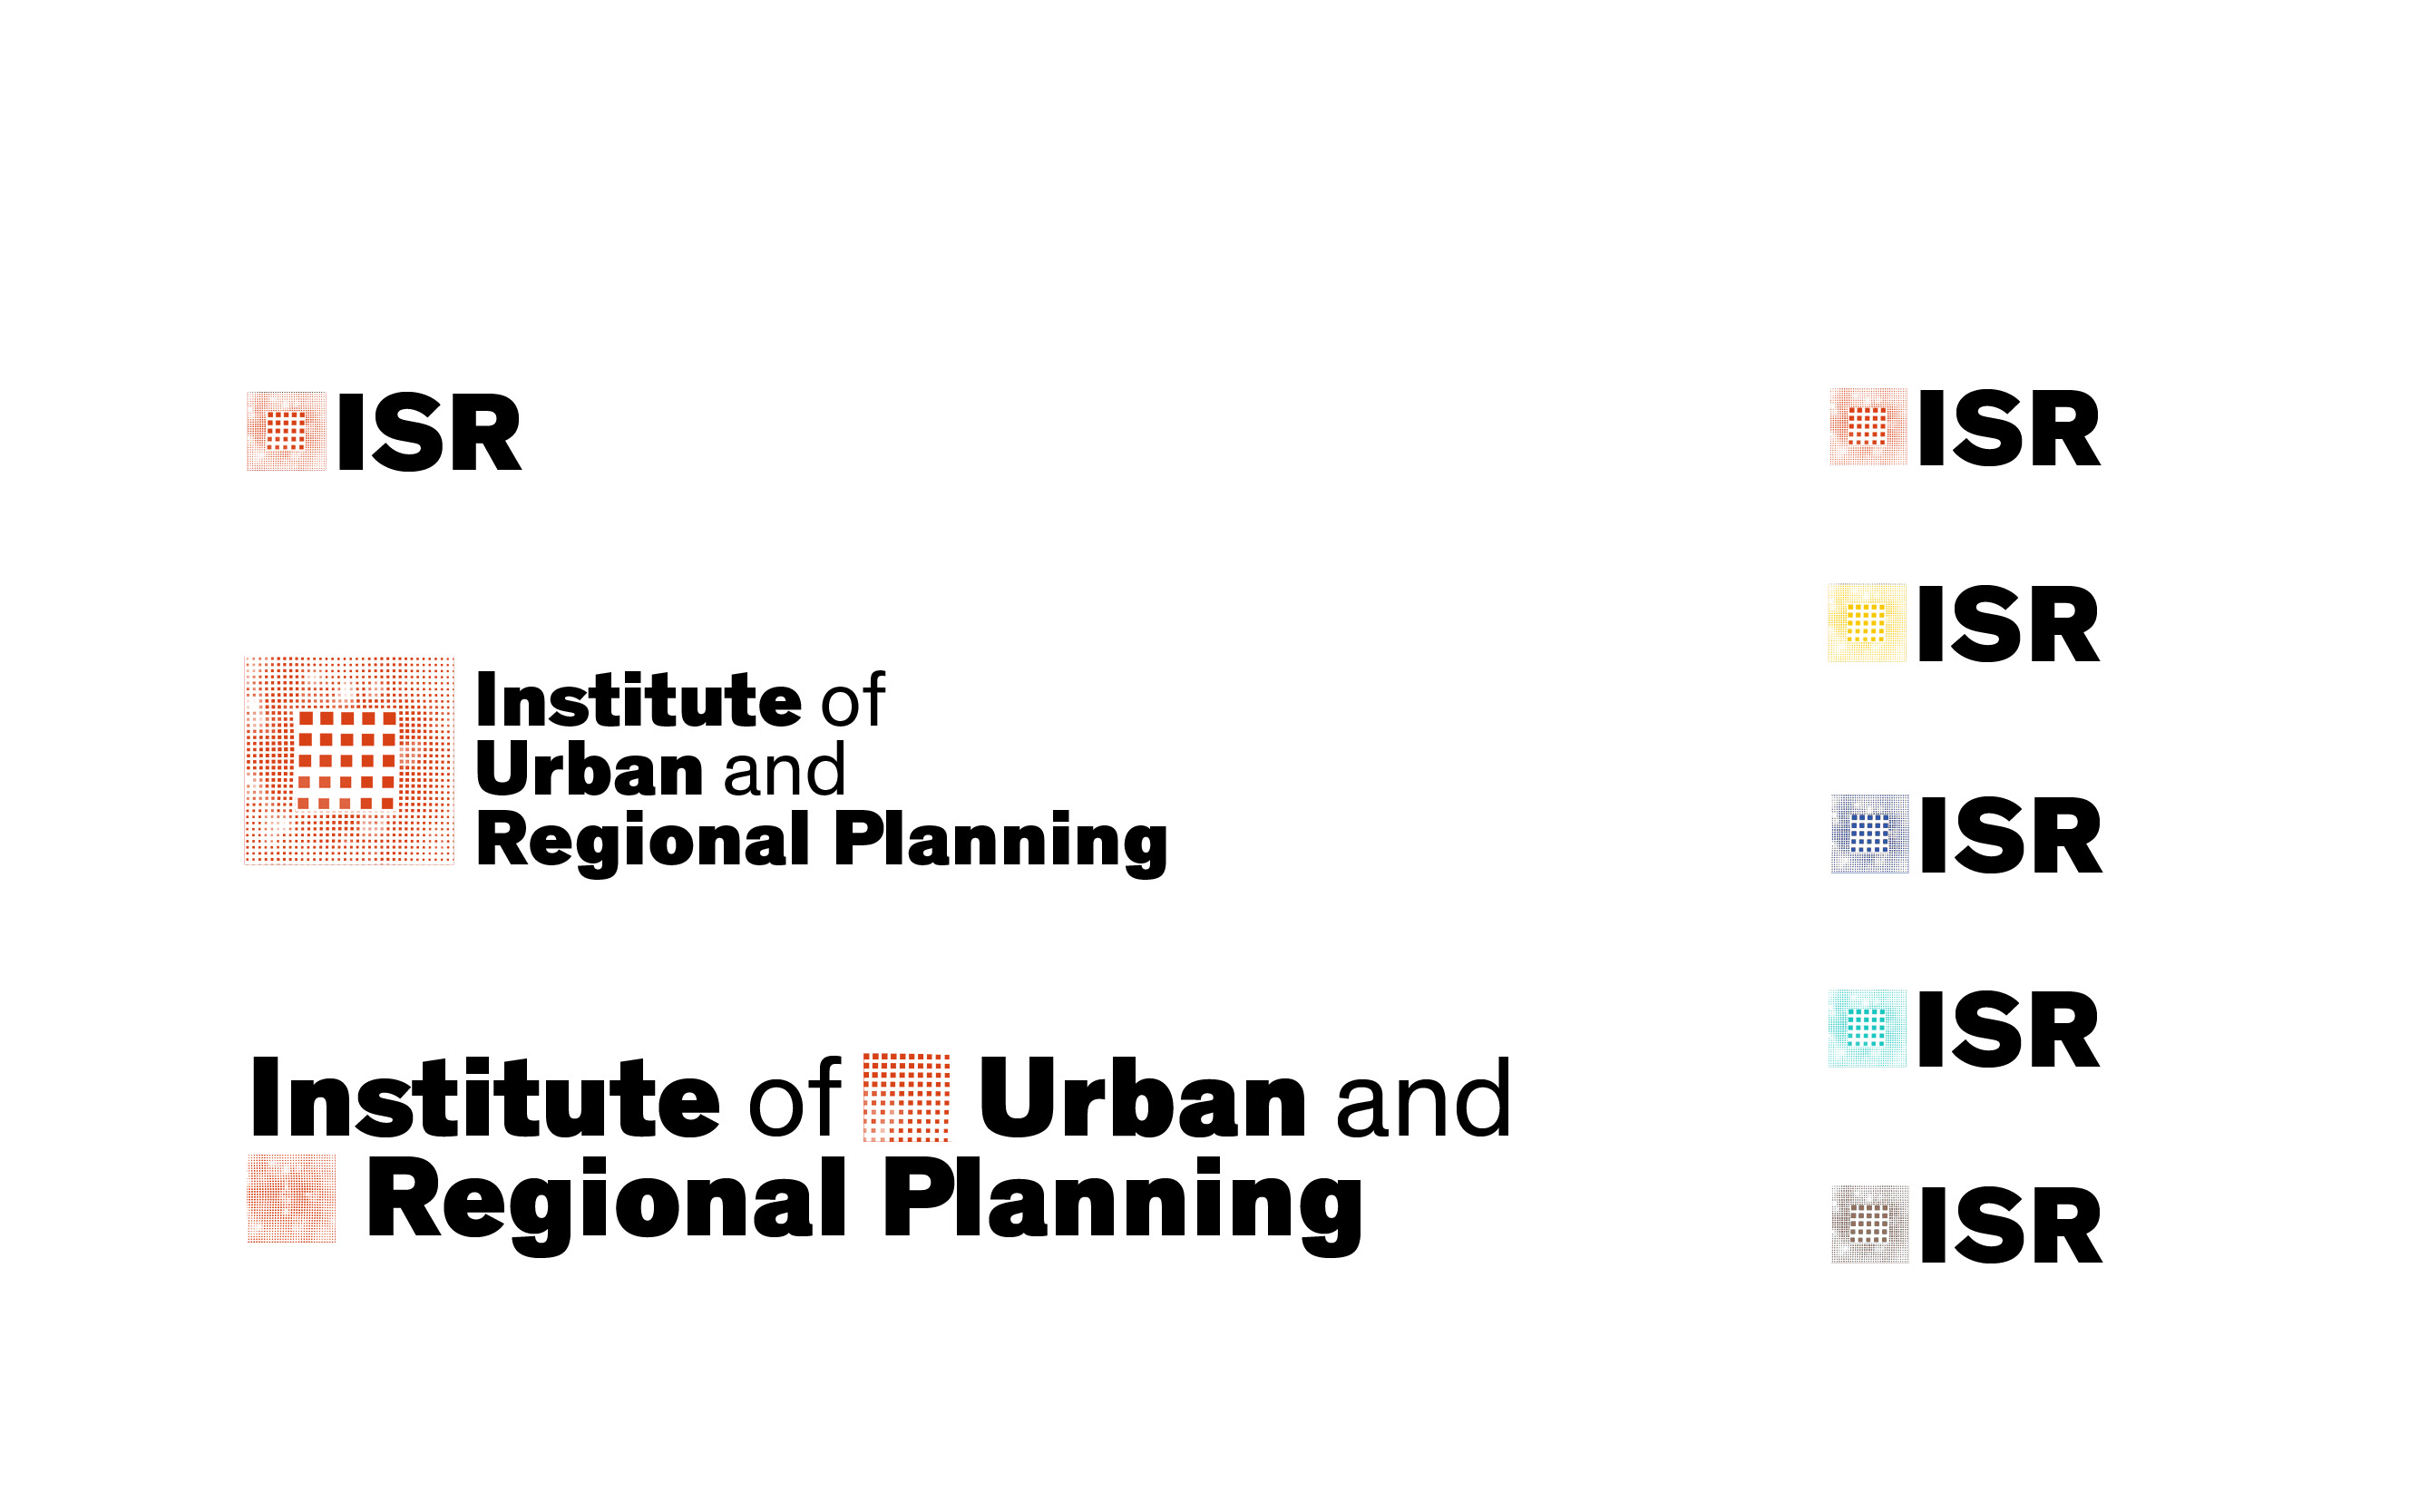 ISR
Institute of
Urban and
Regional Planning
Institute of Urban and
Regional Planning
ISR
ISR
ISR
ISR
ISR